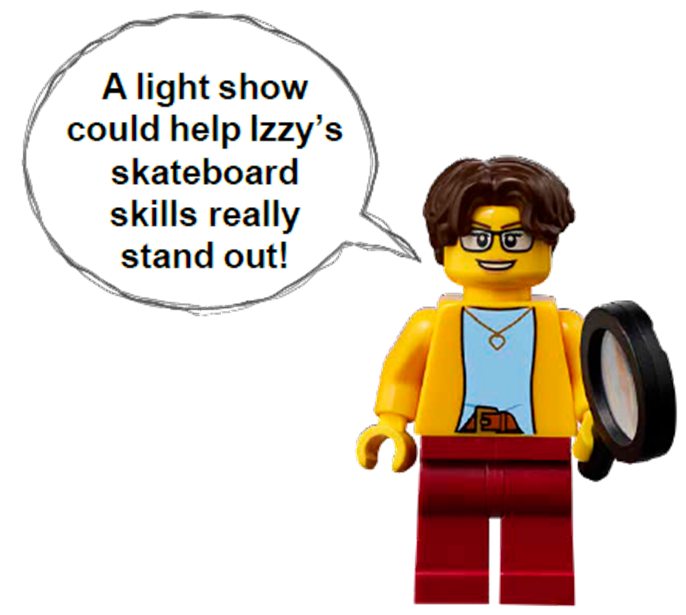 A light show
could help Izzy’s
skateboard
skills really
stand out!